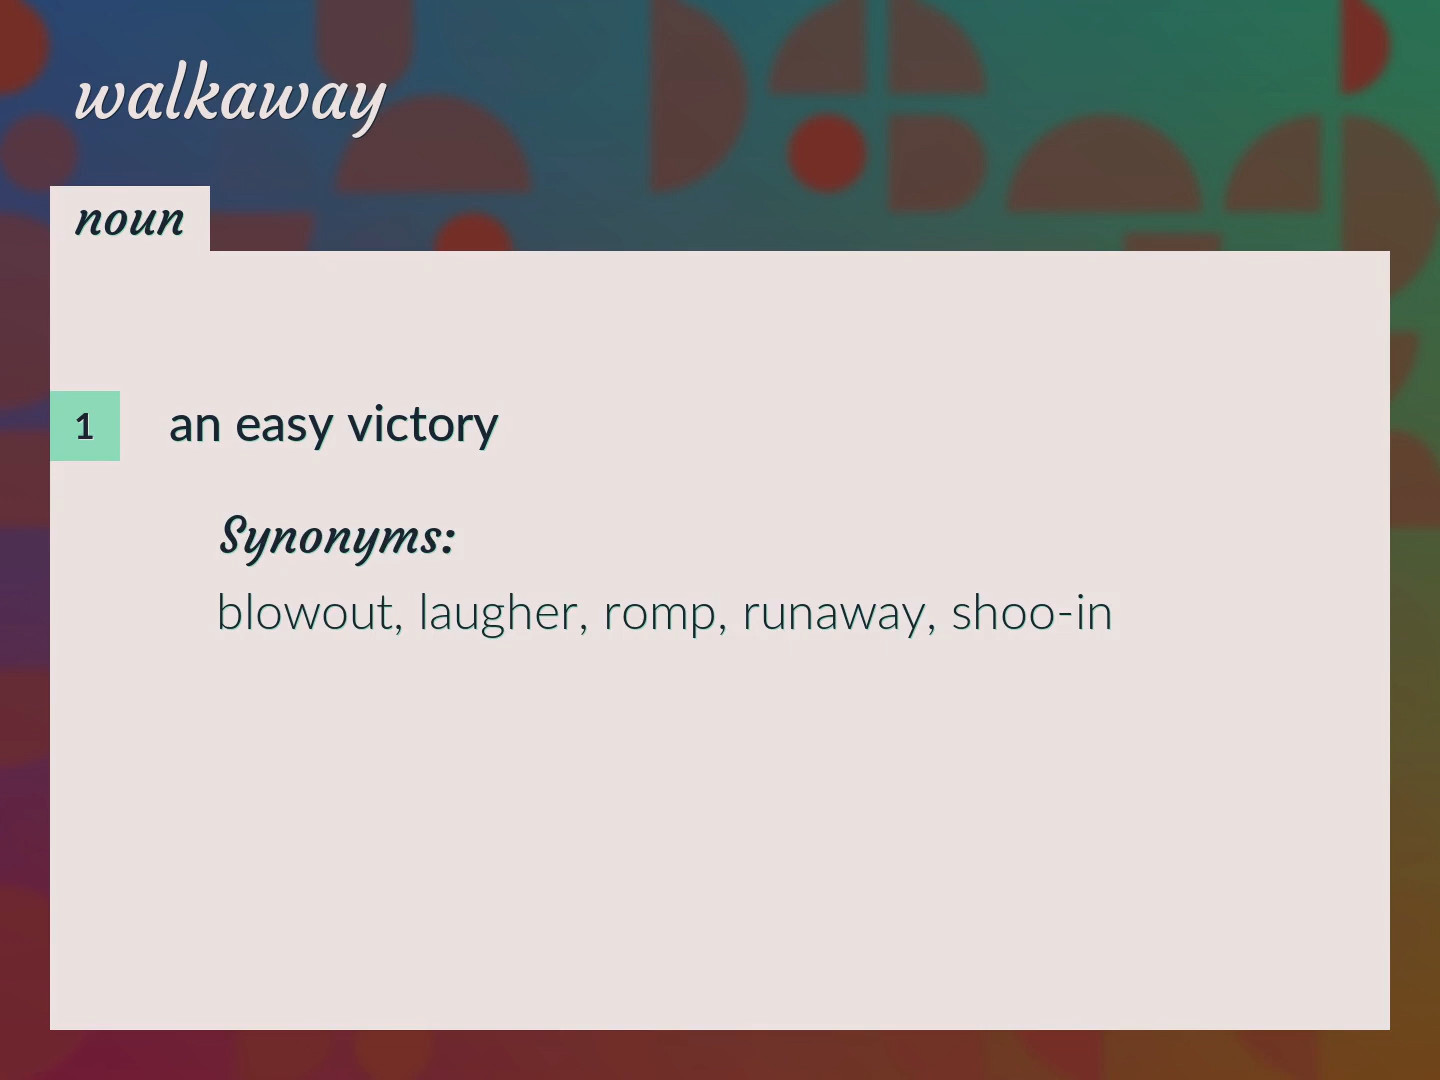 walkaway
noun
1 an easy victory
Synonyms:
blowout, laugher, romp, runaway, shoo-in